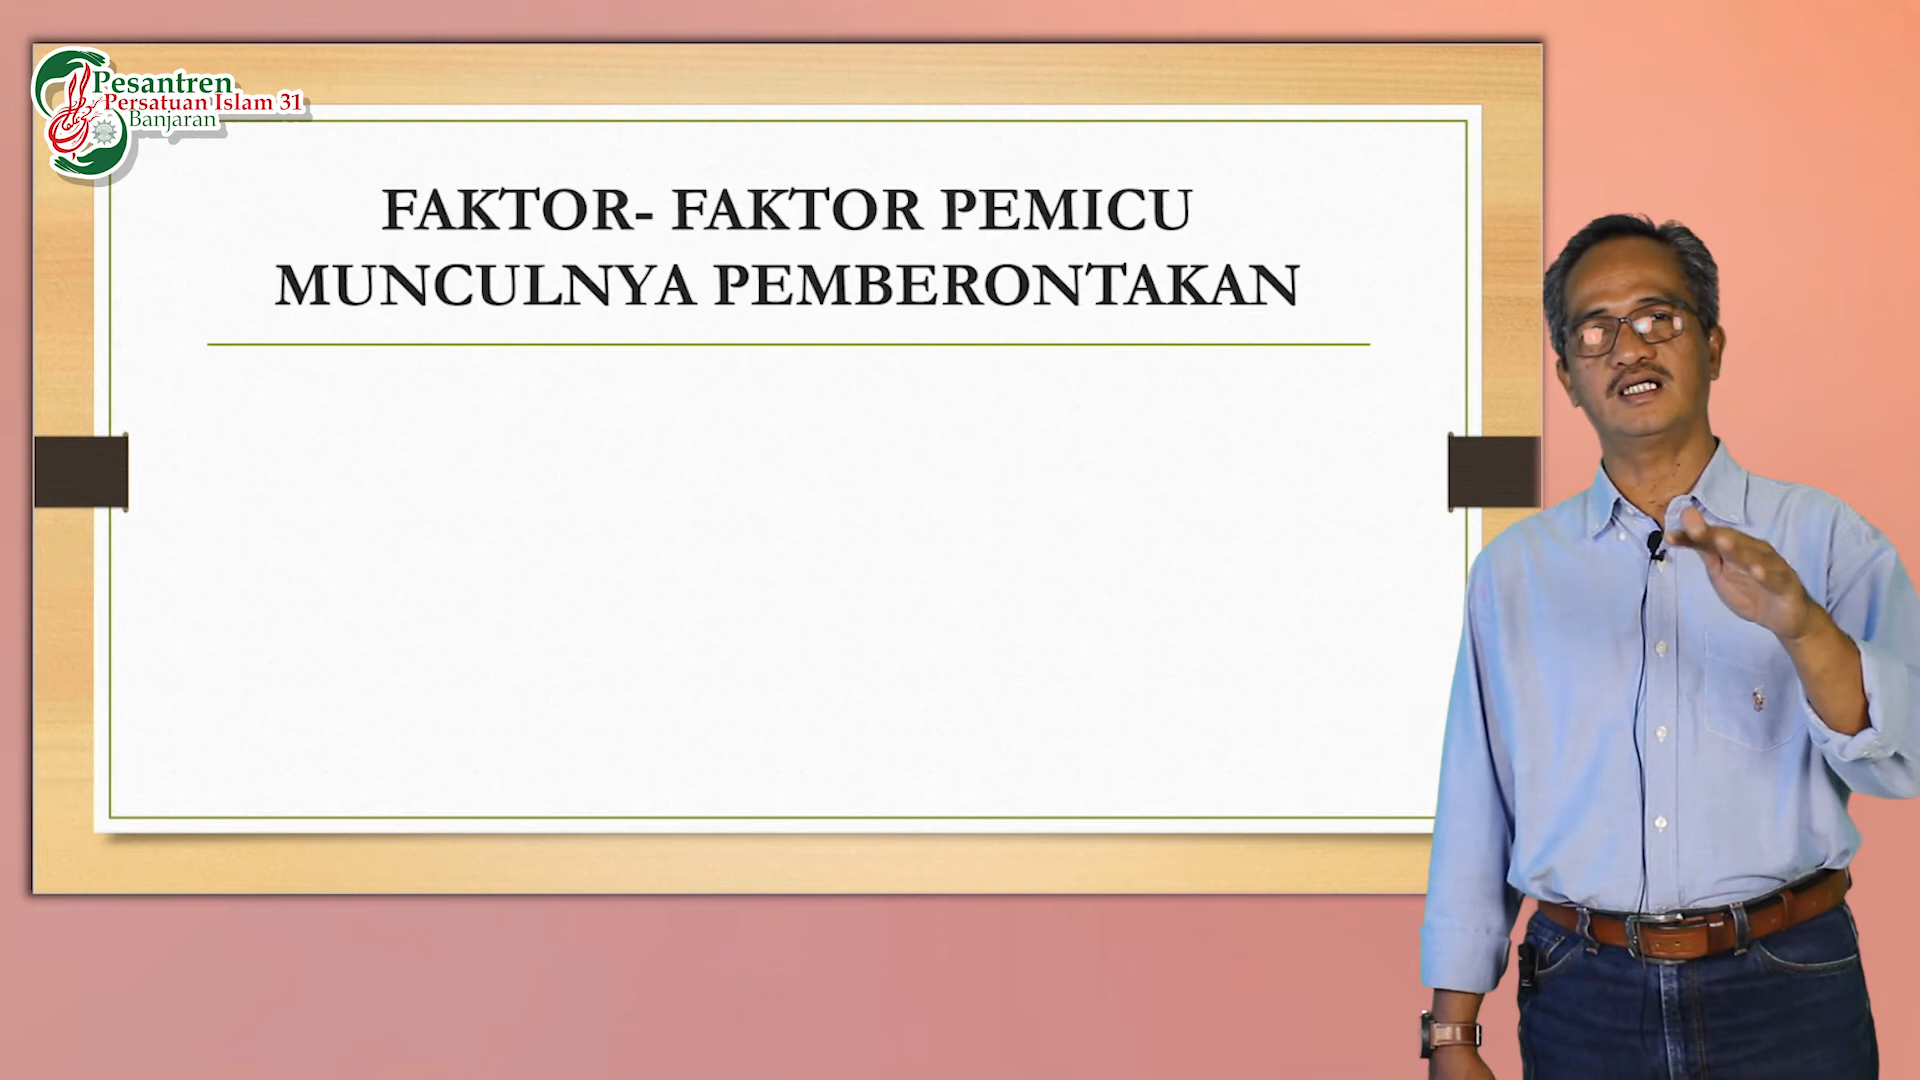 Pesantren
Persatuan Islam 31
Banjaran
FAKTOR- FAKTOR PEMICU
MUNCULNYA PEMBERONTAKAN